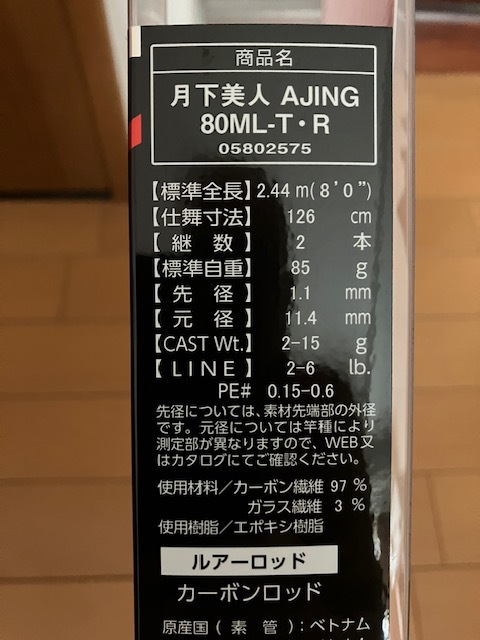 商品名
月下美人 AJING
80ML-T・R
05802575
【標準全長】2.44 m(8'0")
【仕舞寸法】 126 cm
【 継 数 】 2 本
【標準自重】 85 g
【 先 径 】 1.1 mm
【 元 径 】 11.4 mm
【CAST Wt.】 2-15 g
【 L I N E 】 2-6 lb.
PE# 0.15-0.6
先径については、素材先端部の外径
です。元径については竿種により
測定部が異なりますので、WEB又
はカタログにてご確認ください。
使用材料/カーボン繊維 97 %
ガラス繊維 3 %
使用樹脂/エポキシ樹脂
ルアーロッド
カーボンロッド
原産国(素管):ベトナム